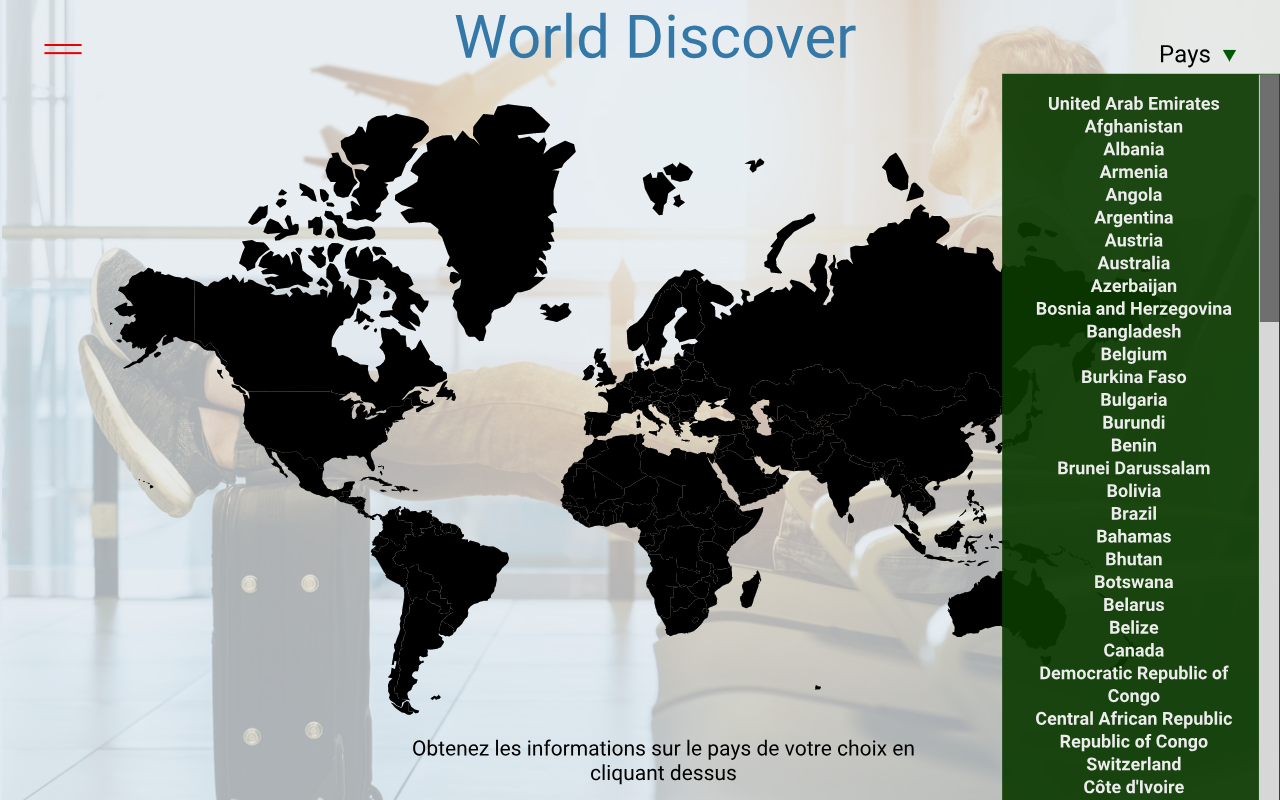 World Discover
Pays
United Arab Emirates
Afghanistan
Albania
Armenia
Angola
Argentina
Austria
Australia
Azerbaijan
Bosnia and Herzegovina
Bangladesh
Belgium
Burkina Faso
Bulgaria
Burundi
Benin
Brunei Darussalam
Bolivia
Brazil
Bahamas
Bhutan
Botswana
Belarus
Belize
Canada
Democratic Republic of
Congo
Central African Republic
Republic of Congo
Switzerland
Côte d'Ivoire
Obtenez les informations sur le pays de votre choix en
cliquant dessus